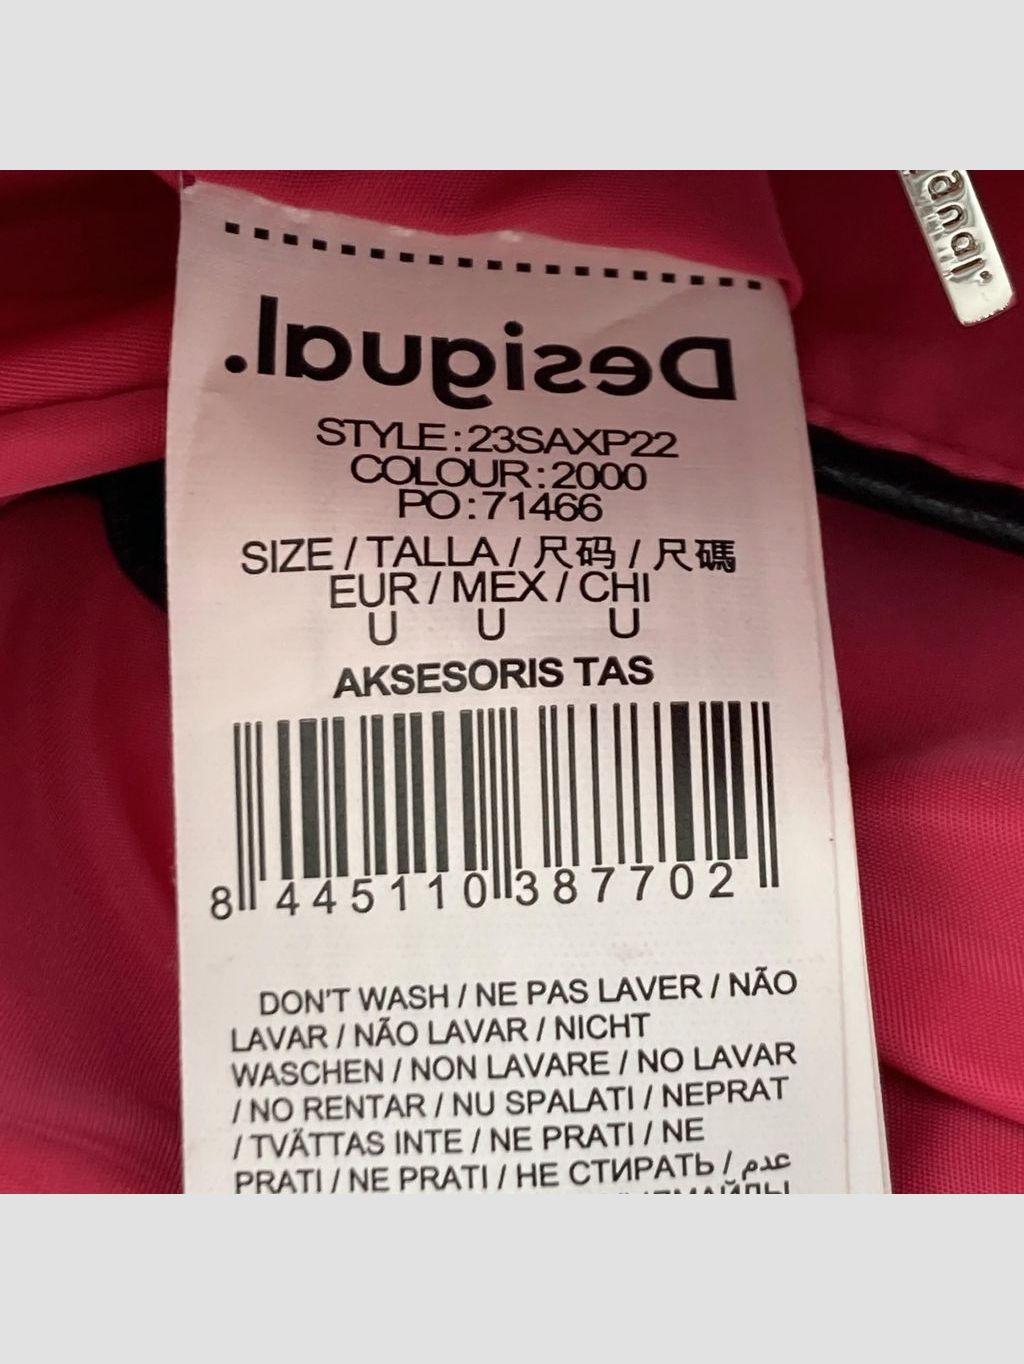 Desigual.
STYLE:23SAXP22
COLOUR:2000
PO:71466
SIZE / TALLA / 尺码 / 尺碼
EUR / MEX / CHI
U U U
AKSESORIS TAS
8 445110 387702
DON'T WASH / NE PAS LAVER / NÃO
LAVAR / NÃO LAVAR / NICHT
WASCHEN / NON LAVARE / NO LAVAR
/ NO RENTAR / NU SPALATI / NEPRAT
/ TVÄTTAS INTE / NE PRATI / NE
PRATI / NE PRATI / НЕ СТИРАТЬ / عدم